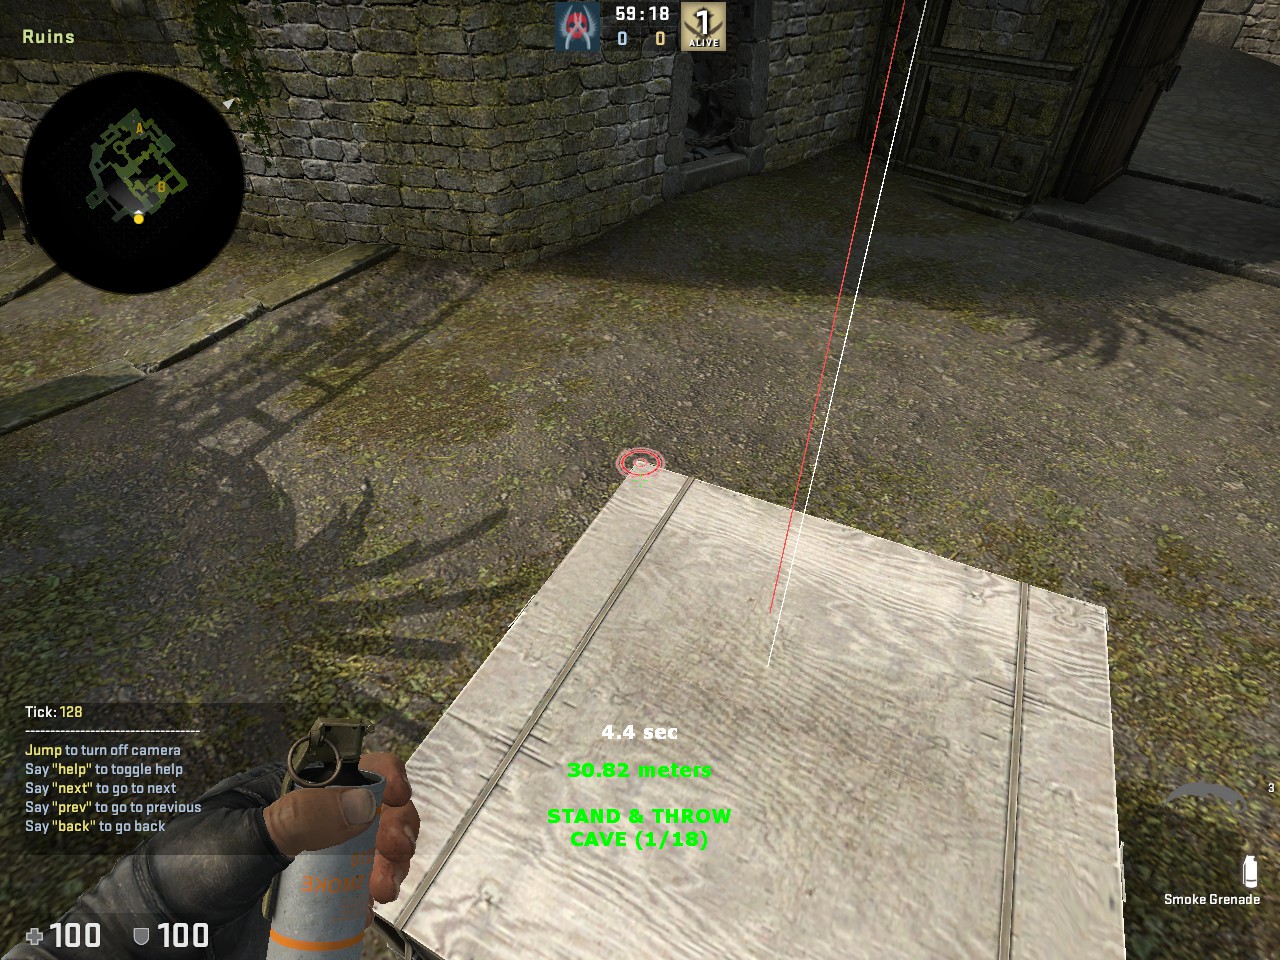 Ruins
59:18
0 0
1
ALIVE
A
B
Tick: 128
Jump to turn off camera
Say "help" to toggle help
Say "next" to go to next
Say "prev" to go to previous
Say "back" to go back
4.4 sec
30.82 meters
STAND & THROW
CAVE (1/18)
3
Smoke Grenade
100 100